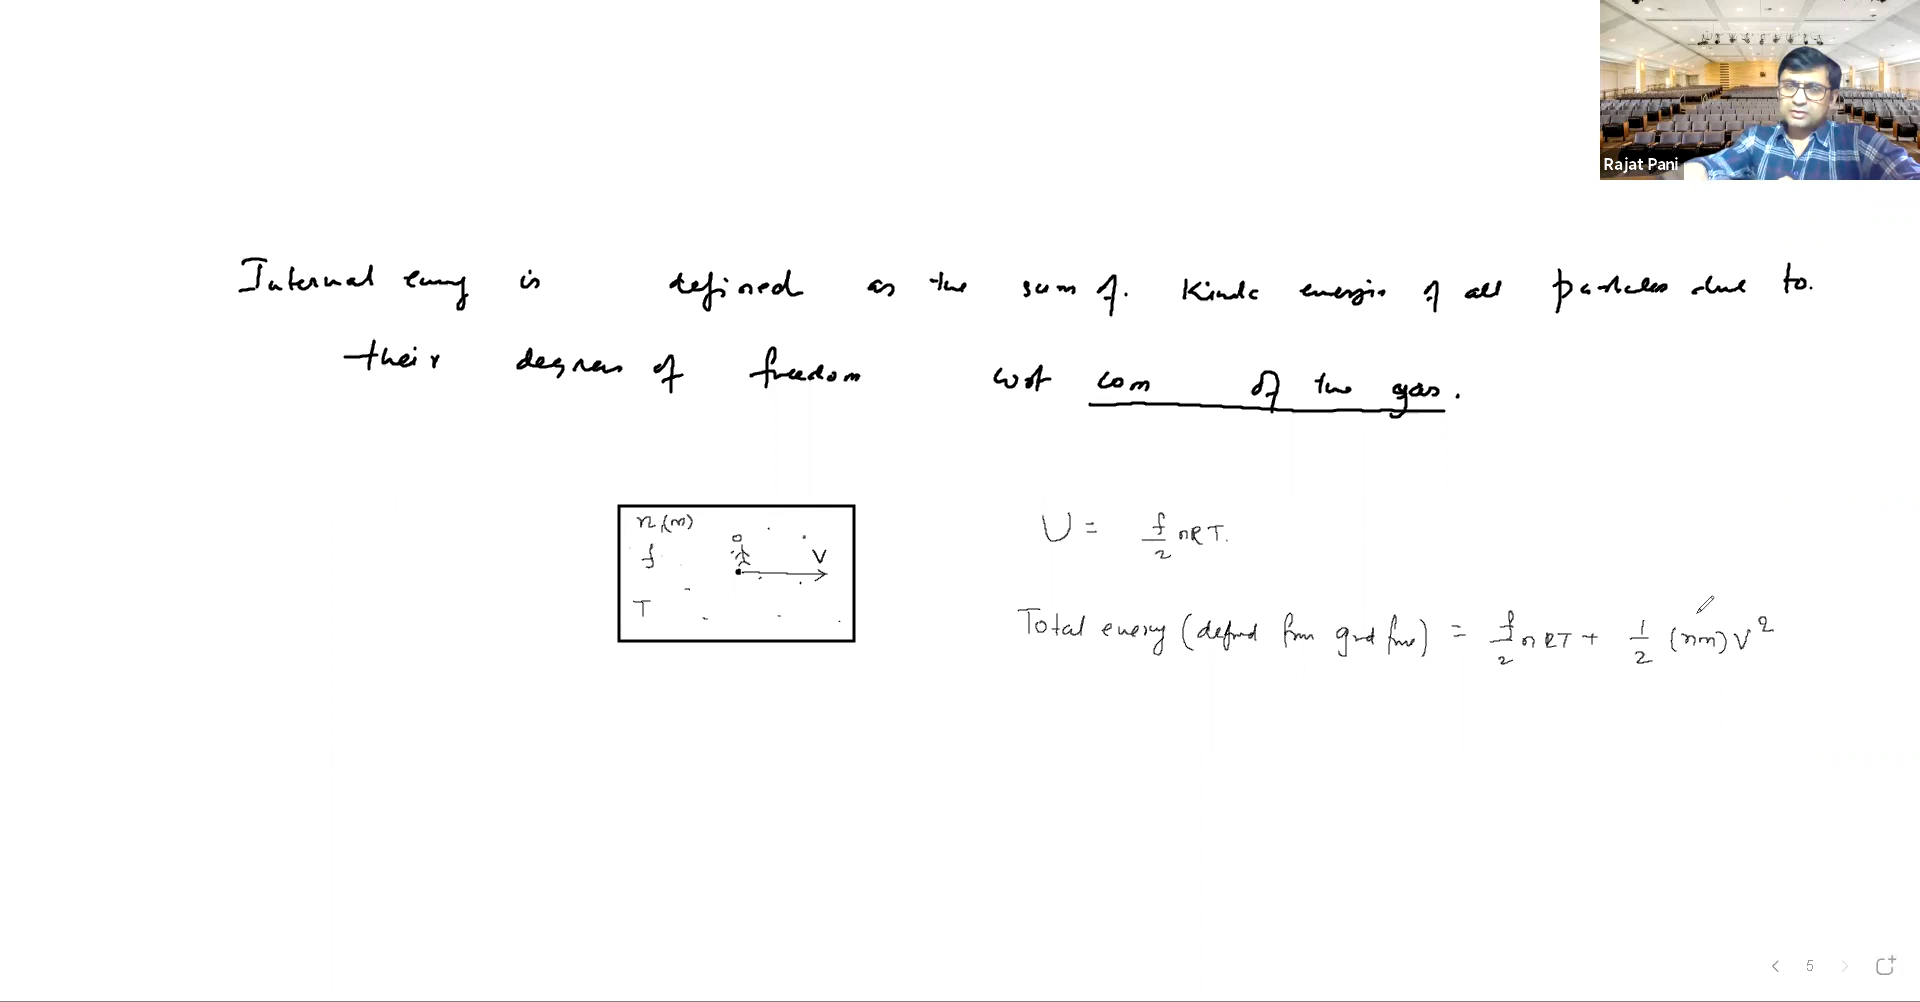 Rajat Pani
Internal energy is defined as the sum of. Kinetic energies of all particles due to.
their degrees of freedom wrt com of the gas.
n,(m)
f
T
V
U = f/2 nRT.
Total energy (defined from gnd frame) = f/2 nRT + 1/2 (nm) V²
5